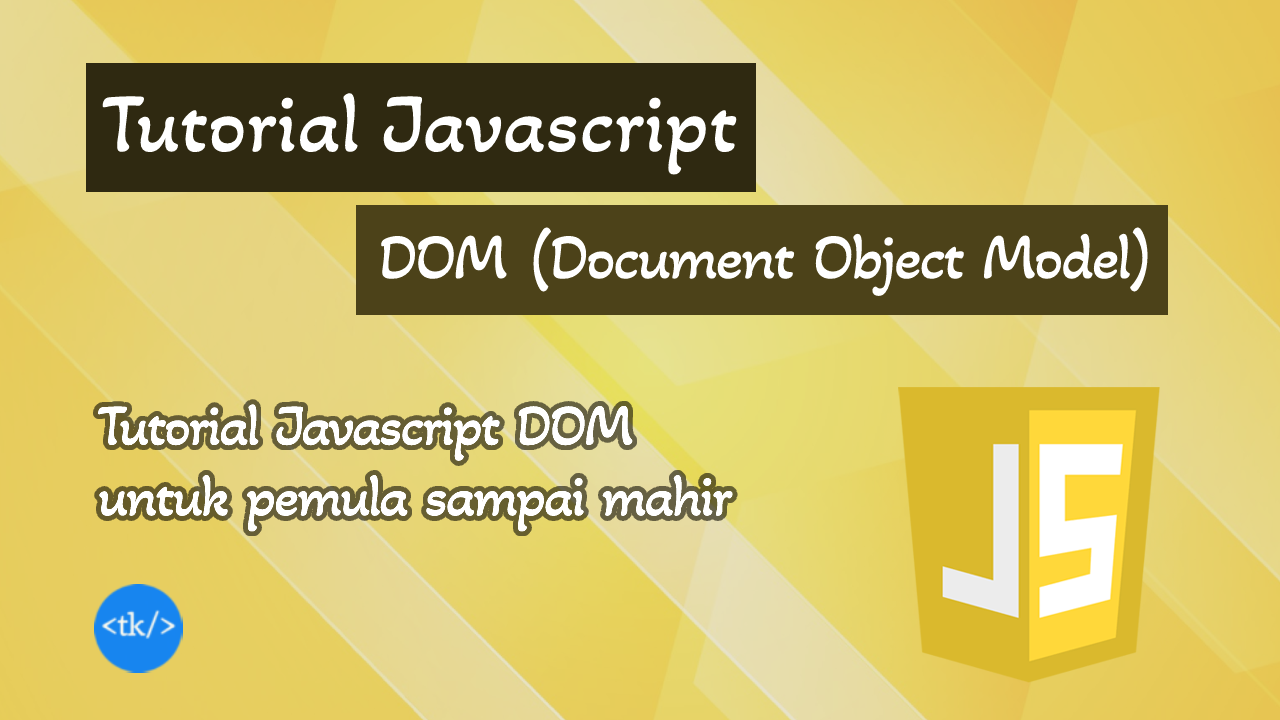 Tutorial Javascript
DOM (Document Object Model)
Tutorial Javascript DOM
untuk pemula sampai mahir
JS
<tk/>